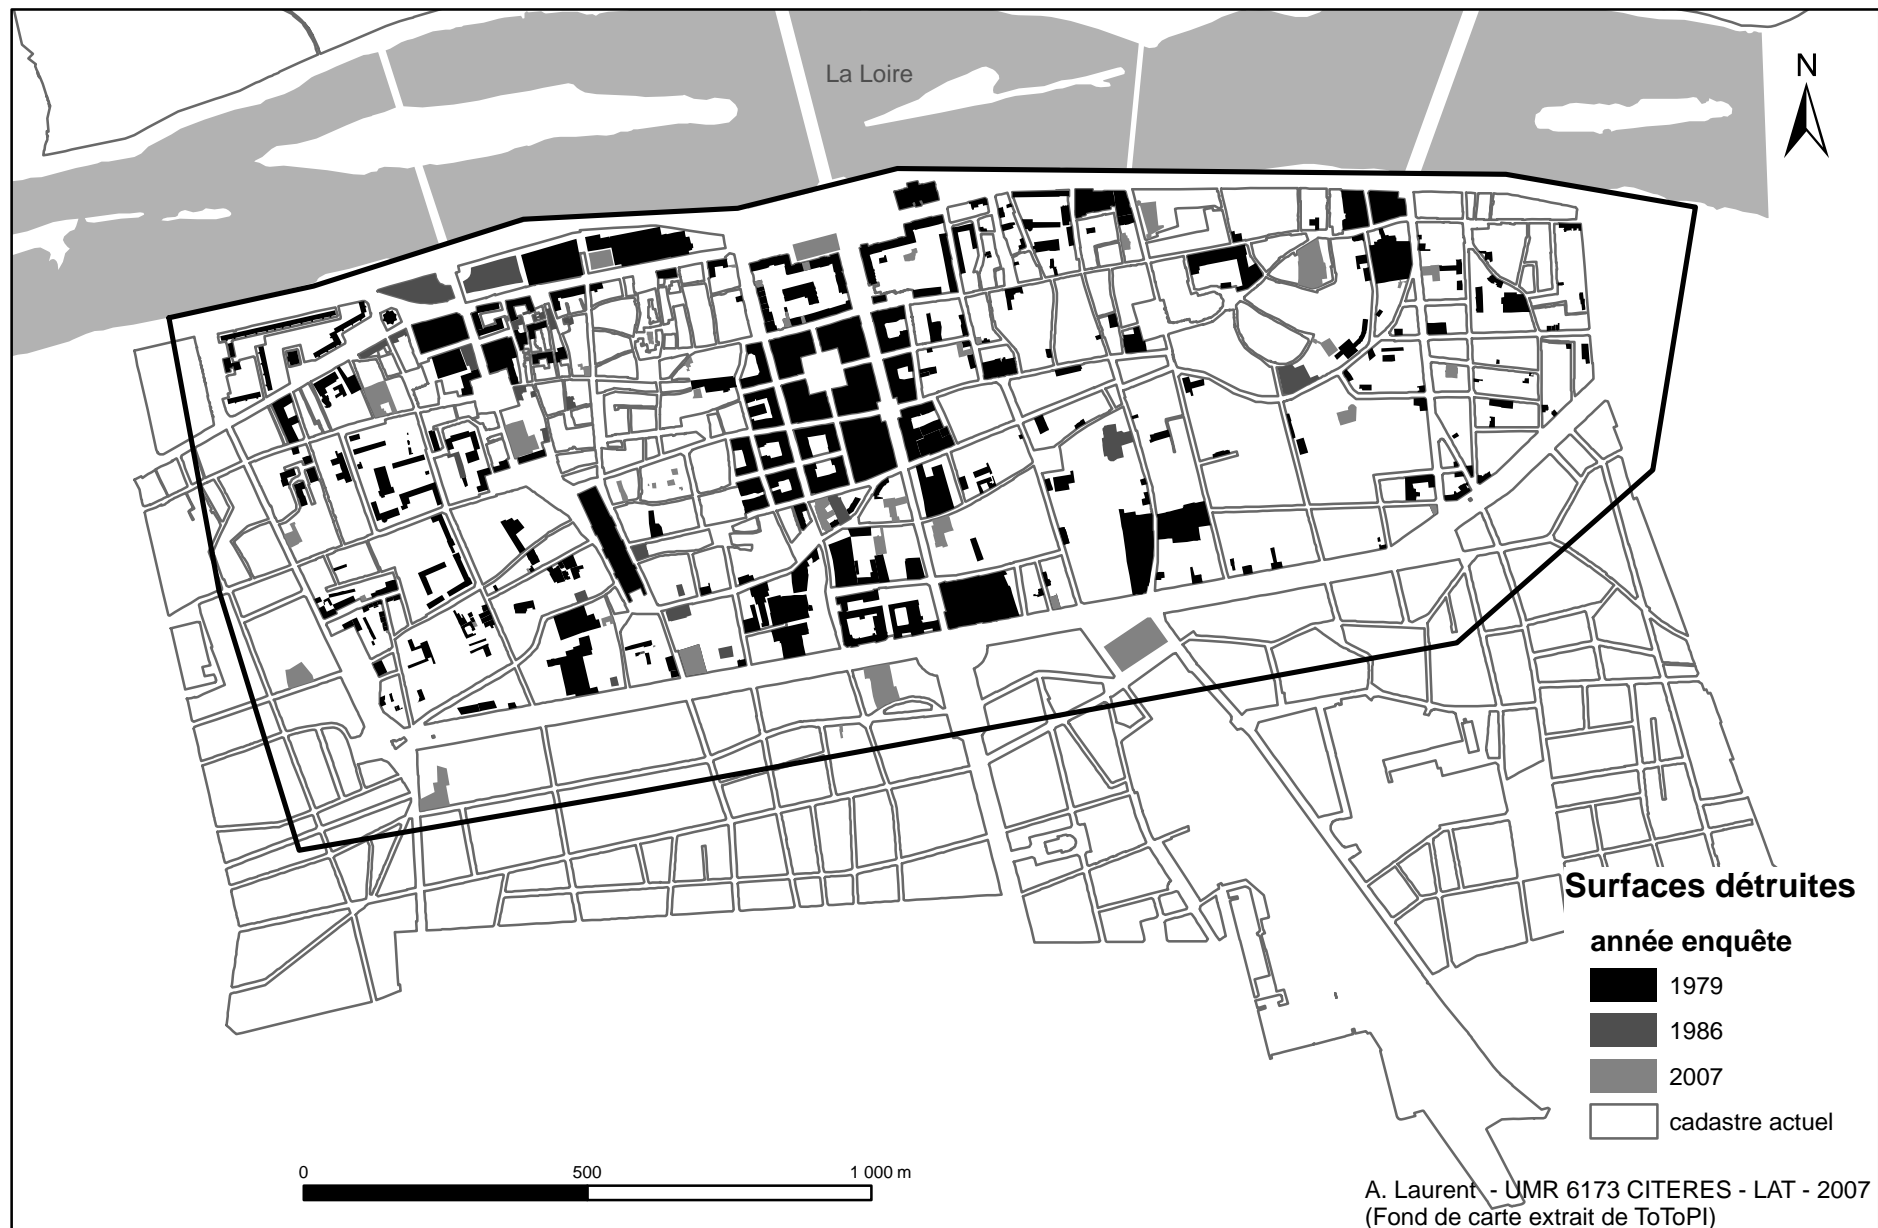 La Loire
N
Surfaces détruites
année enquête
1979
1986
2007
cadastre actuel
0 500 1 000 m
A. Laurent - UMR 6173 CITERES - LAT - 2007
(Fond de carte extrait de ToToPI)